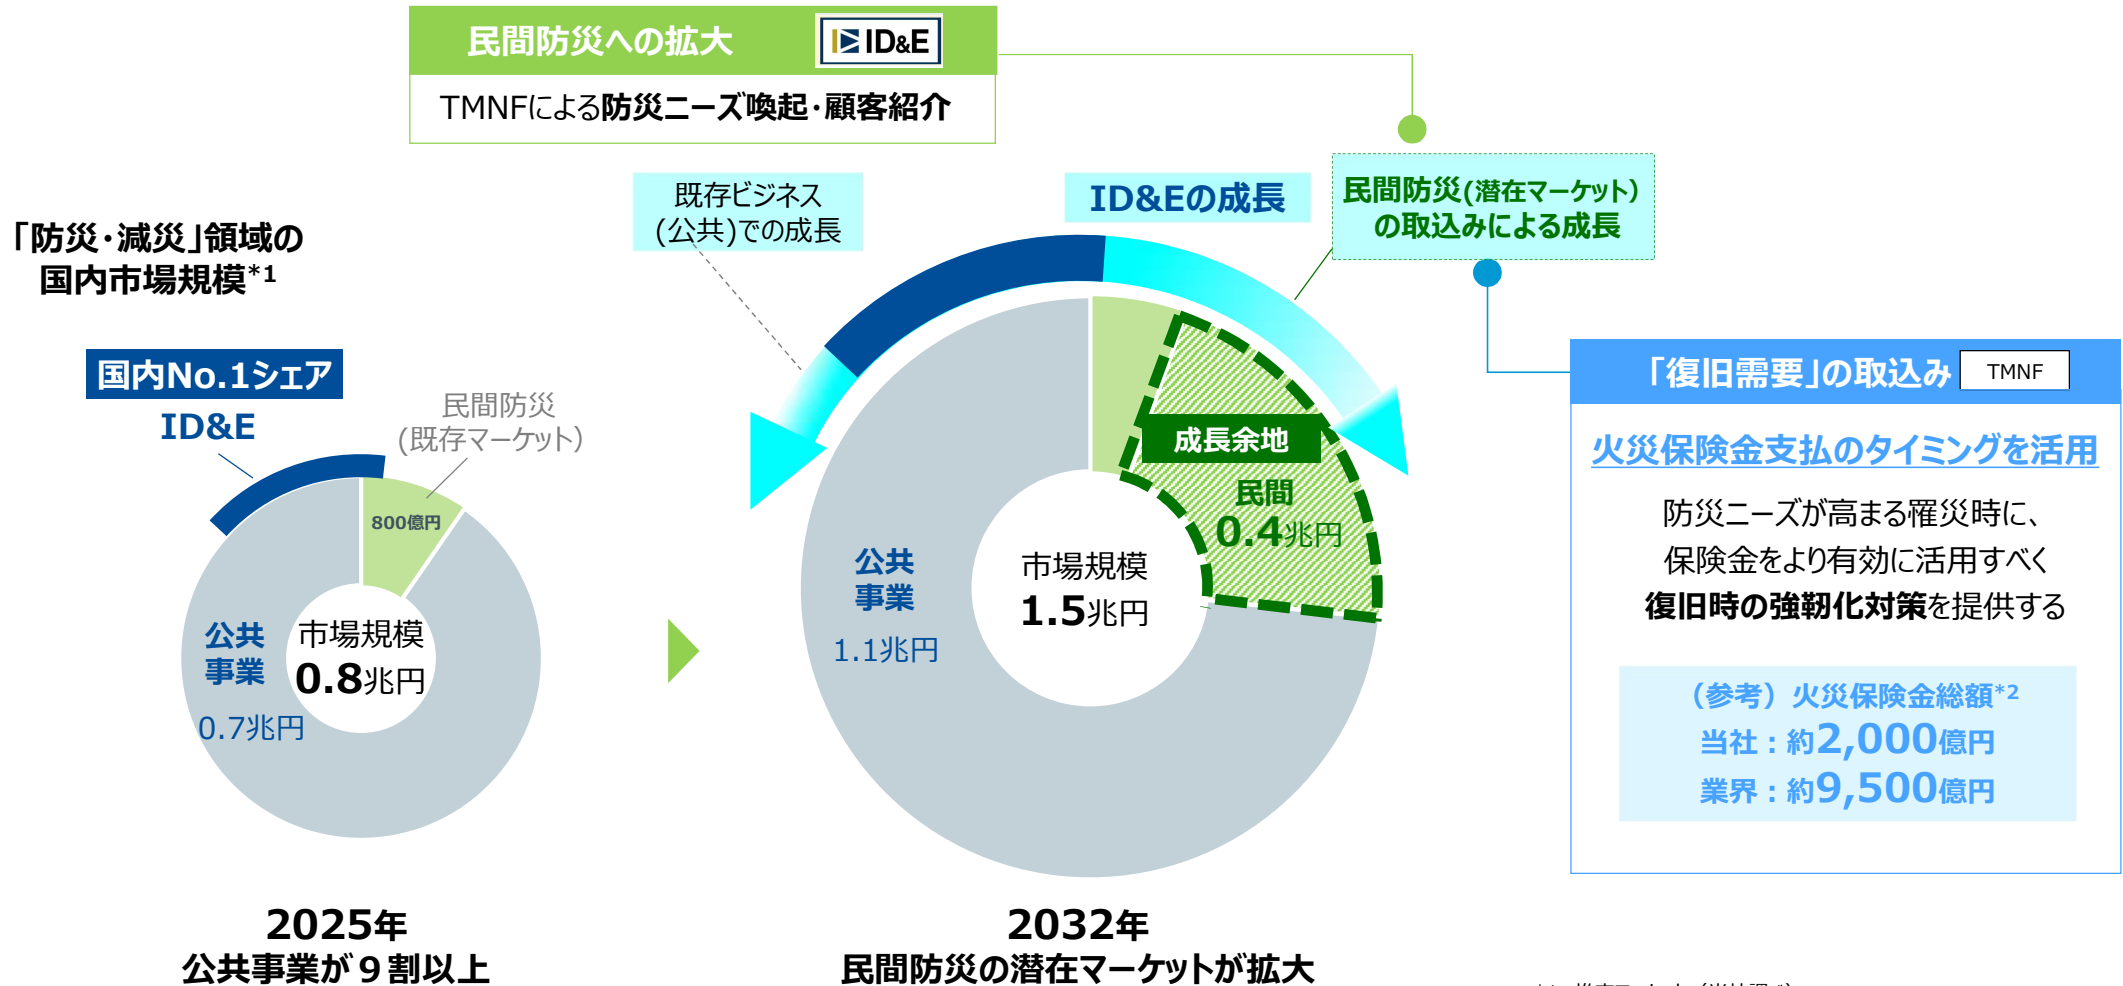 民間防災への拡大
ID&E
TMNFによる防災ニーズ喚起・顧客紹介
「防災・減災」領域の
国内市場規模*1
国内No.1シェア
ID&E
民間防災
(既存マーケット)
800億円
公共
事業
0.7兆円
市場規模
0.8兆円
2025年
公共事業が９割以上
既存ビジネス
(公共)での成長
ID&Eの成長
民間防災(潜在マーケット)
の取込みによる成長
成長余地
民間
0.4兆円
公共
事業
1.1兆円
市場規模
1.5兆円
2032年
民間防災の潜在マーケットが拡大
「復旧需要」の取込み
TMNF
火災保険金支払のタイミングを活用
防災ニーズが高まる罹災時に、
保険金をより有効に活用すべく
復旧時の強靭化対策を提供する
（参考）火災保険金総額*2
当社：約2,000億円
業界：約9,500億円